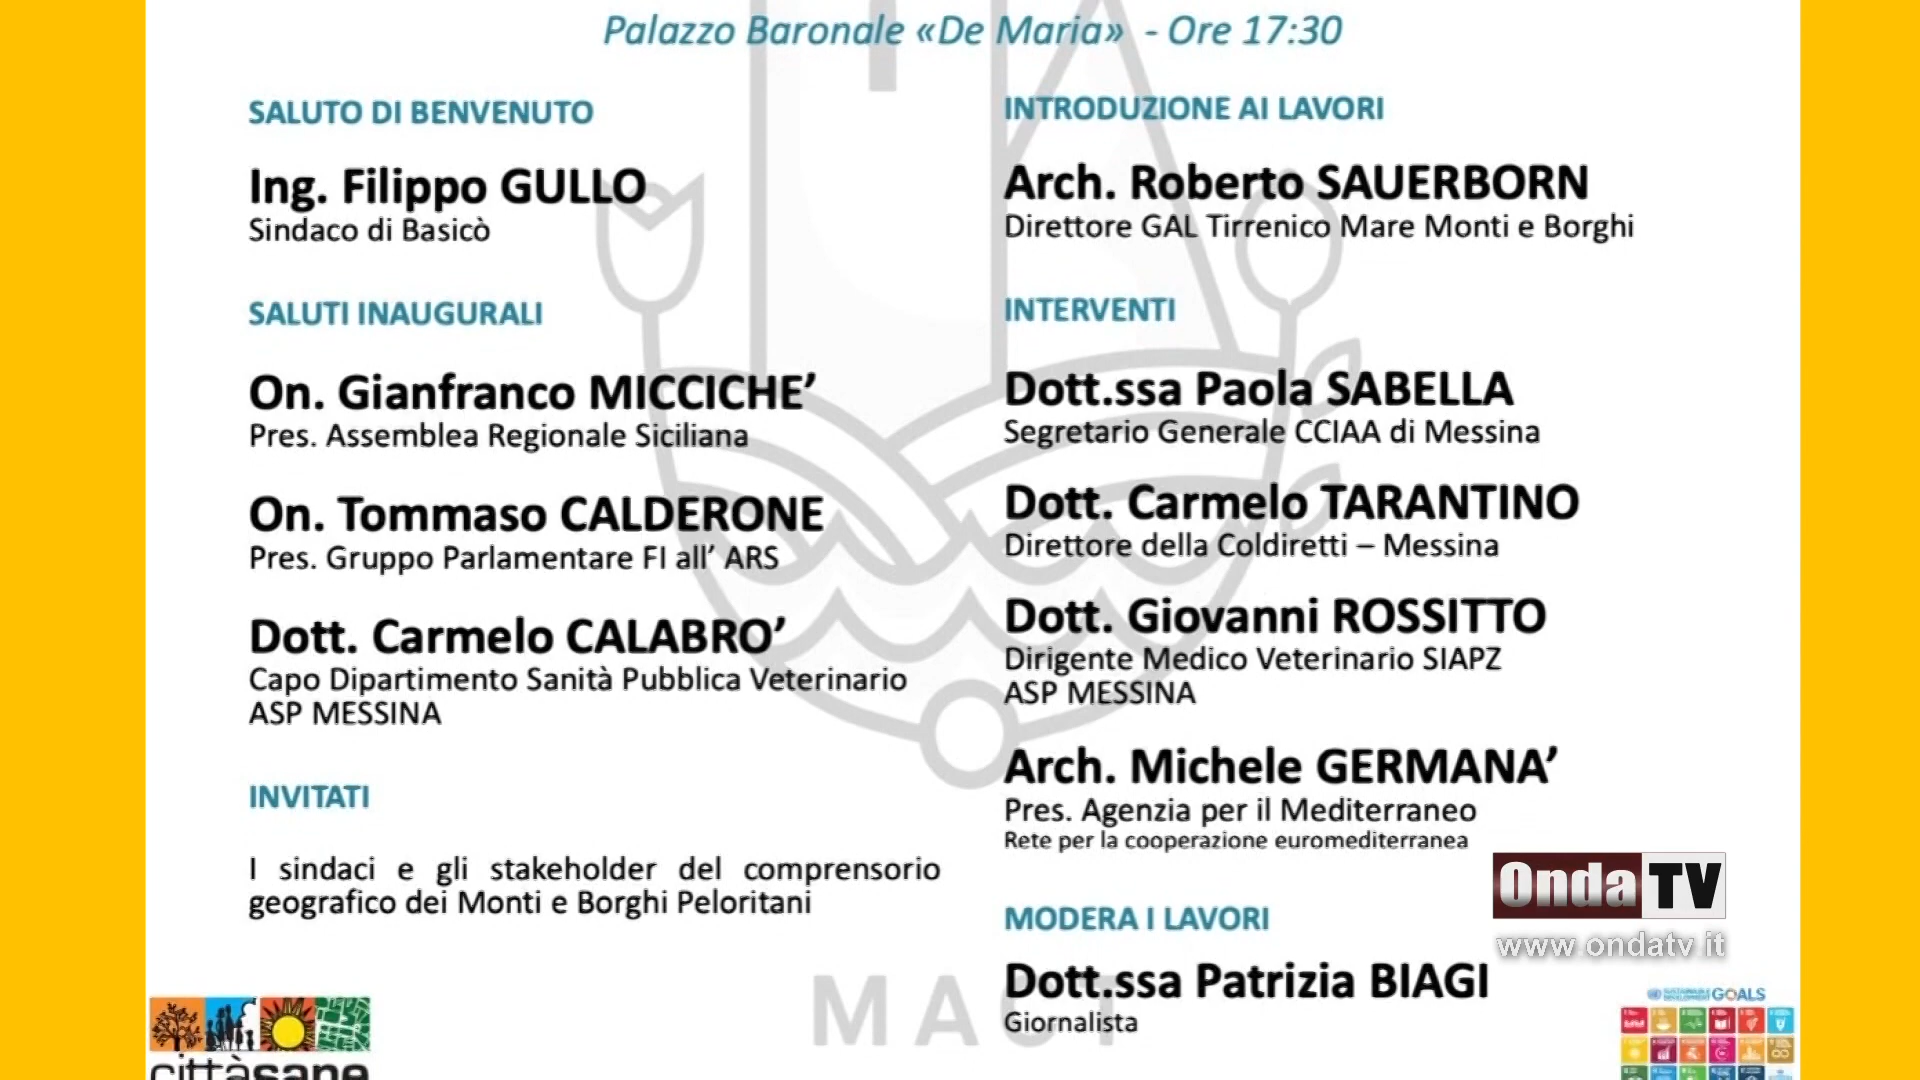 Palazzo Baronale «De Maria» - Ore 17:30
SALUTO DI BENVENUTO
Ing. Filippo GULLO
Sindaco di Basicò
SALUTI INAUGURALI
On. Gianfranco MICCICHE’
Pres. Assemblea Regionale Siciliana
On. Tommaso CALDERONE
Pres. Gruppo Parlamentare FI all’ ARS
Dott. Carmelo CALABRO’
Capo Dipartimento Sanità Pubblica Veterinario
ASP MESSINA
INVITATI
I sindaci e gli stakeholder del comprensorio
geografico dei Monti e Borghi Peloritani
cittàsane
INTRODUZIONE AI LAVORI
Arch. Roberto SAUERBORN
Direttore GAL Tirrenico Mare Monti e Borghi
INTERVENTI
Dott.ssa Paola SABELLA
Segretario Generale CCIAA di Messina
Dott. Carmelo TARANTINO
Direttore della Coldiretti – Messina
Dott. Giovanni ROSSITTO
Dirigente Medico Veterinario SIAPZ
ASP MESSINA
Arch. Michele GERMANA’
Pres. Agenzia per il Mediterraneo
Rete per la cooperazione euromediterranea
MODERA I LAVORI
Dott.ssa Patrizia BIAGI
Giornalista
Onda TV
www.ondatv.it
SUSTAINABLE
DEVELOPMENT GOALS